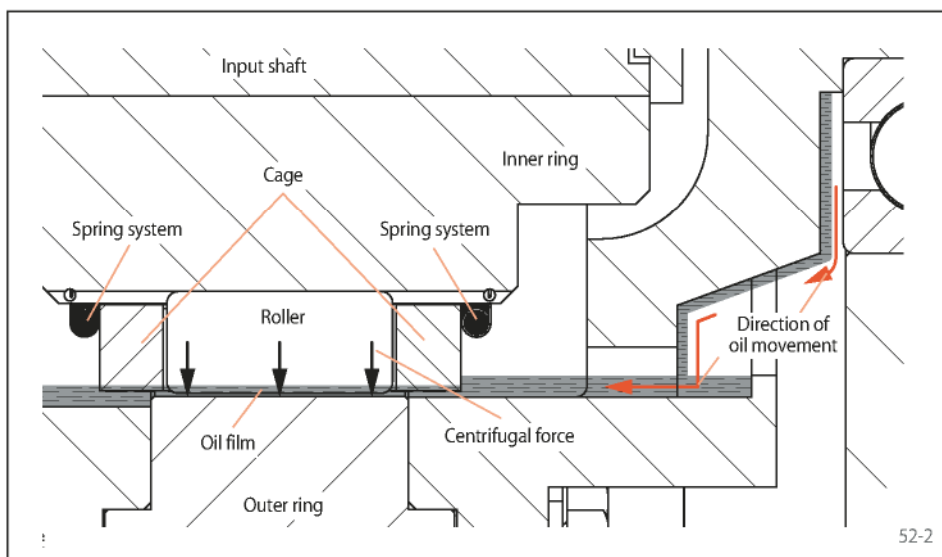 Input shaft
Inner ring
Cage
Spring system
Spring system
Roller
Direction of
oil movement
Oil film
Centrifugal force
Outer ring
52-2